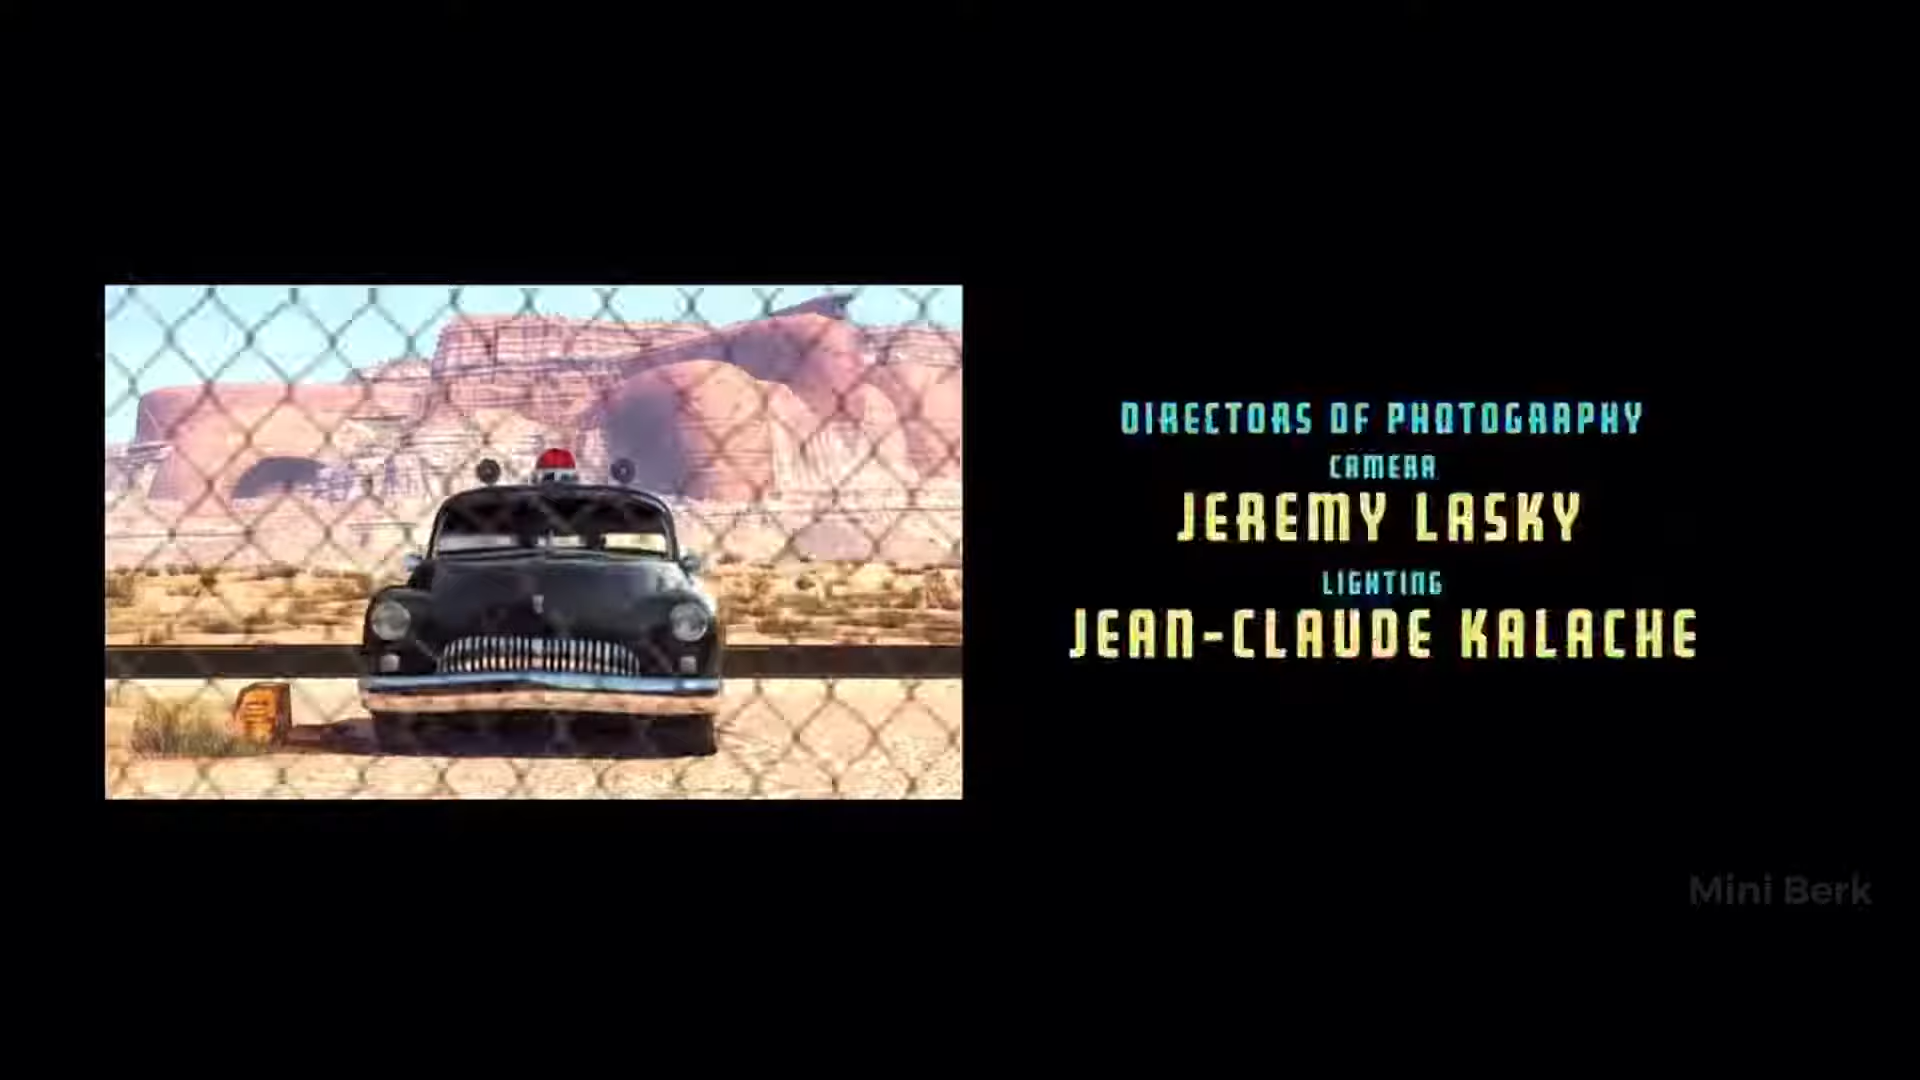 DIRECTORS OF PHOTOGRAPHY
CAMERA
JEREMY LASKY
LIGHTING
JEAN-CLAUDE KALACHE
Mini Berk